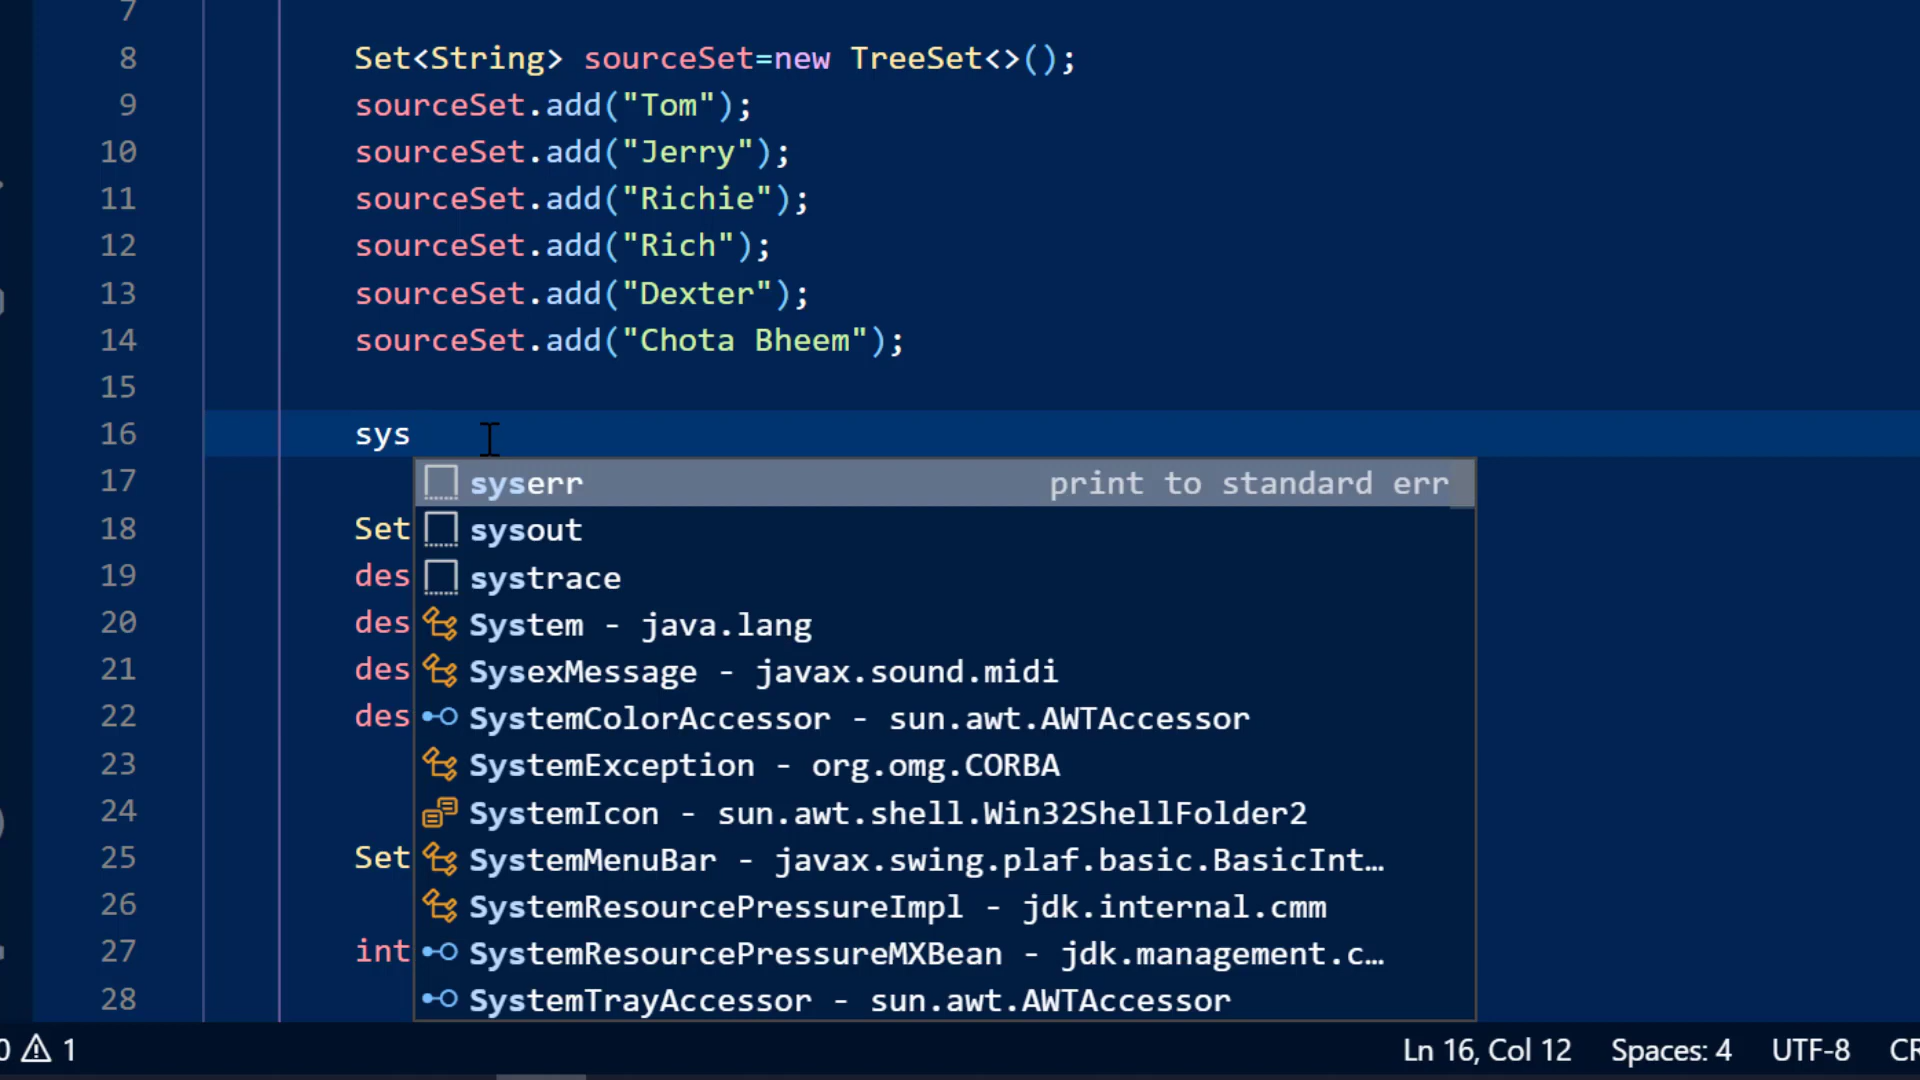 7
8 Set<String> sourceSet=new TreeSet<>();
9 sourceSet.add("Tom");
10 sourceSet.add("Jerry");
11 sourceSet.add("Richie");
12 sourceSet.add("Rich");
13 sourceSet.add("Dexter");
14 sourceSet.add("Chota Bheem");
15
16 sys
17 syserr print to standard err
18 Set sysout
19 des systrace
20 des System - java.lang
21 des SysexMessage - javax.sound.midi
22 des SystemColorAccessor - sun.awt.AWTAccessor
23 SystemException - org.omg.CORBA
24 SystemIcon - sun.awt.shell.Win32ShellFolder2
25 Set SystemMenuBar - javax.swing.plaf.basic.BasicInt…
26 SystemResourcePressureImpl - jdk.internal.cmm
27 int SystemResourcePressureMXBean - jdk.management.c…
28 SystemTrayAccessor - sun.awt.AWTAccessor
0 1 Ln 16, Col 12 Spaces: 4 UTF-8 CR